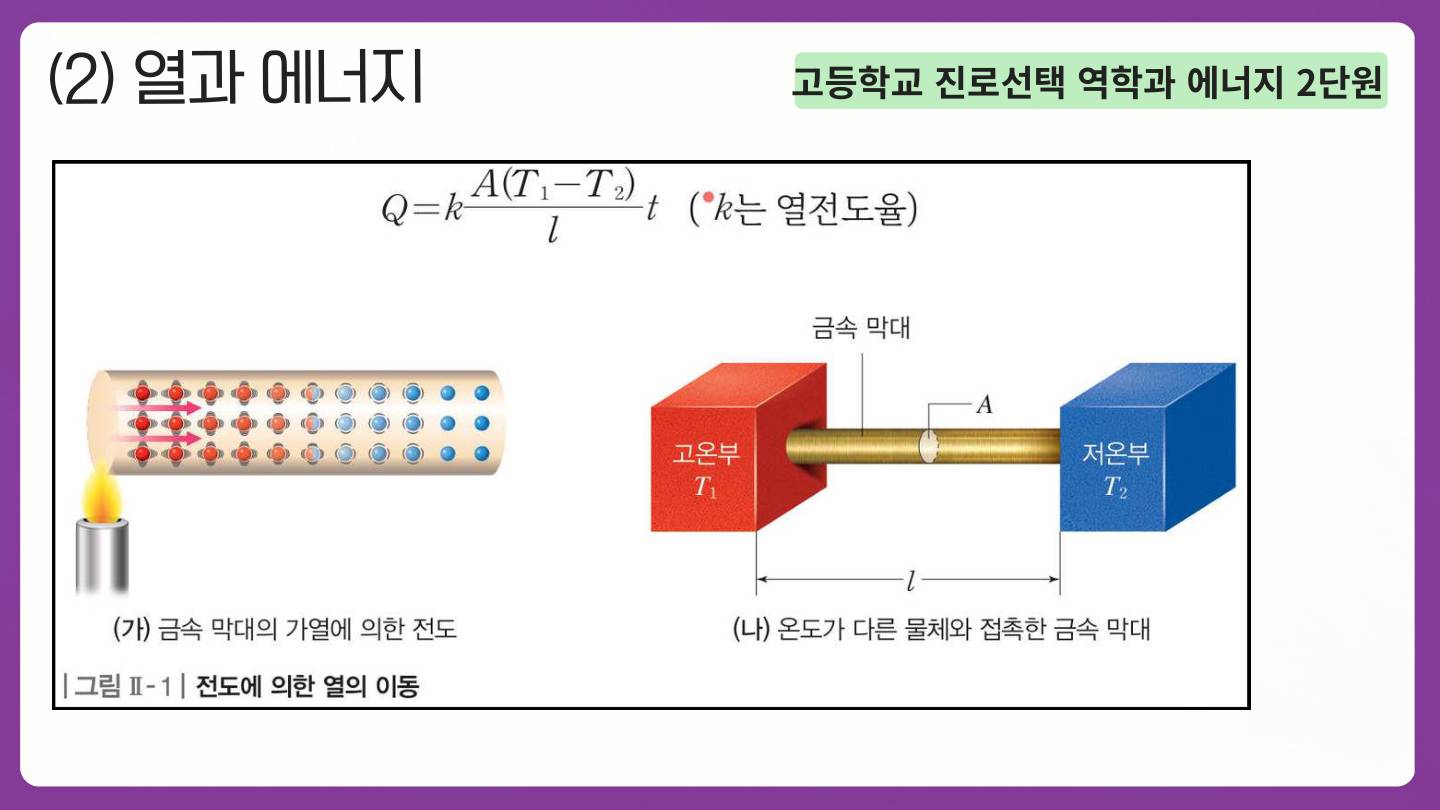 (2) 열과 에너지
고등학교 진로선택 역학과 에너지 2단원
Q=k A(T₁−T₂)/l t (k는 열전도율)
금속 막대
A
고온부
T₁
저온부
T₂
l
(가) 금속 막대의 가열에 의한 전도
(나) 온도가 다른 물체와 접촉한 금속 막대
|그림 Ⅱ-1| 전도에 의한 열의 이동